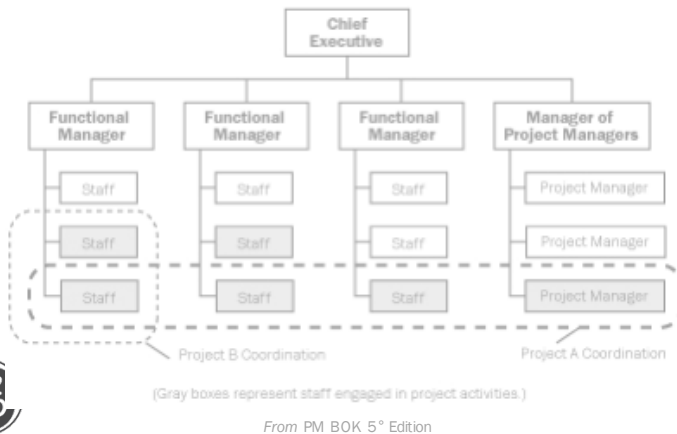 Chief
Executive
Functional
Manager
Functional
Manager
Functional
Manager
Manager of
Project Managers
Staff
Staff
Staff
Project Manager
Staff
Staff
Staff
Project Manager
Staff
Staff
Staff
Project Manager
Project B Coordination
Project A Coordination
(Gray boxes represent staff engaged in project activities.)
From PM BOK 5° Edition